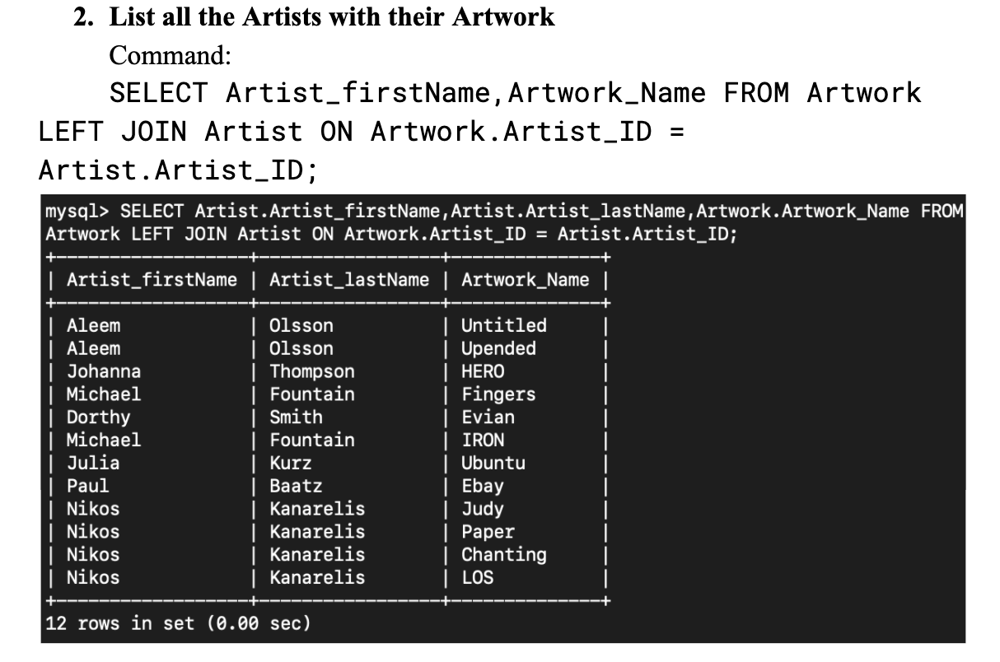 2. List all the Artists with their Artwork
Command:
SELECT Artist_firstName,Artwork_Name FROM Artwork
LEFT JOIN Artist ON Artwork.Artist_ID =
Artist.Artist_ID;
mysql> SELECT Artist.Artist_firstName,Artist.Artist_lastName,Artwork.Artwork_Name FROM
Artwork LEFT JOIN Artist ON Artwork.Artist_ID = Artist.Artist_ID;
+------------------+-----------------+--------------+
| Artist_firstName | Artist_lastName | Artwork_Name |
+------------------+-----------------+--------------+
| Aleem            | Olsson          | Untitled     |
| Aleem            | Olsson          | Upended      |
| Johanna          | Thompson        | HERO         |
| Michael          | Fountain        | Fingers      |
| Dorthy           | Smith           | Evian        |
| Michael          | Fountain        | IRON         |
| Julia            | Kurz            | Ubuntu       |
| Paul             | Baatz           | Ebay         |
| Nikos            | Kanarelis       | Judy         |
| Nikos            | Kanarelis       | Paper        |
| Nikos            | Kanarelis       | Chanting     |
| Nikos            | Kanarelis       | LOS          |
+------------------+-----------------+--------------+
12 rows in set (0.00 sec)